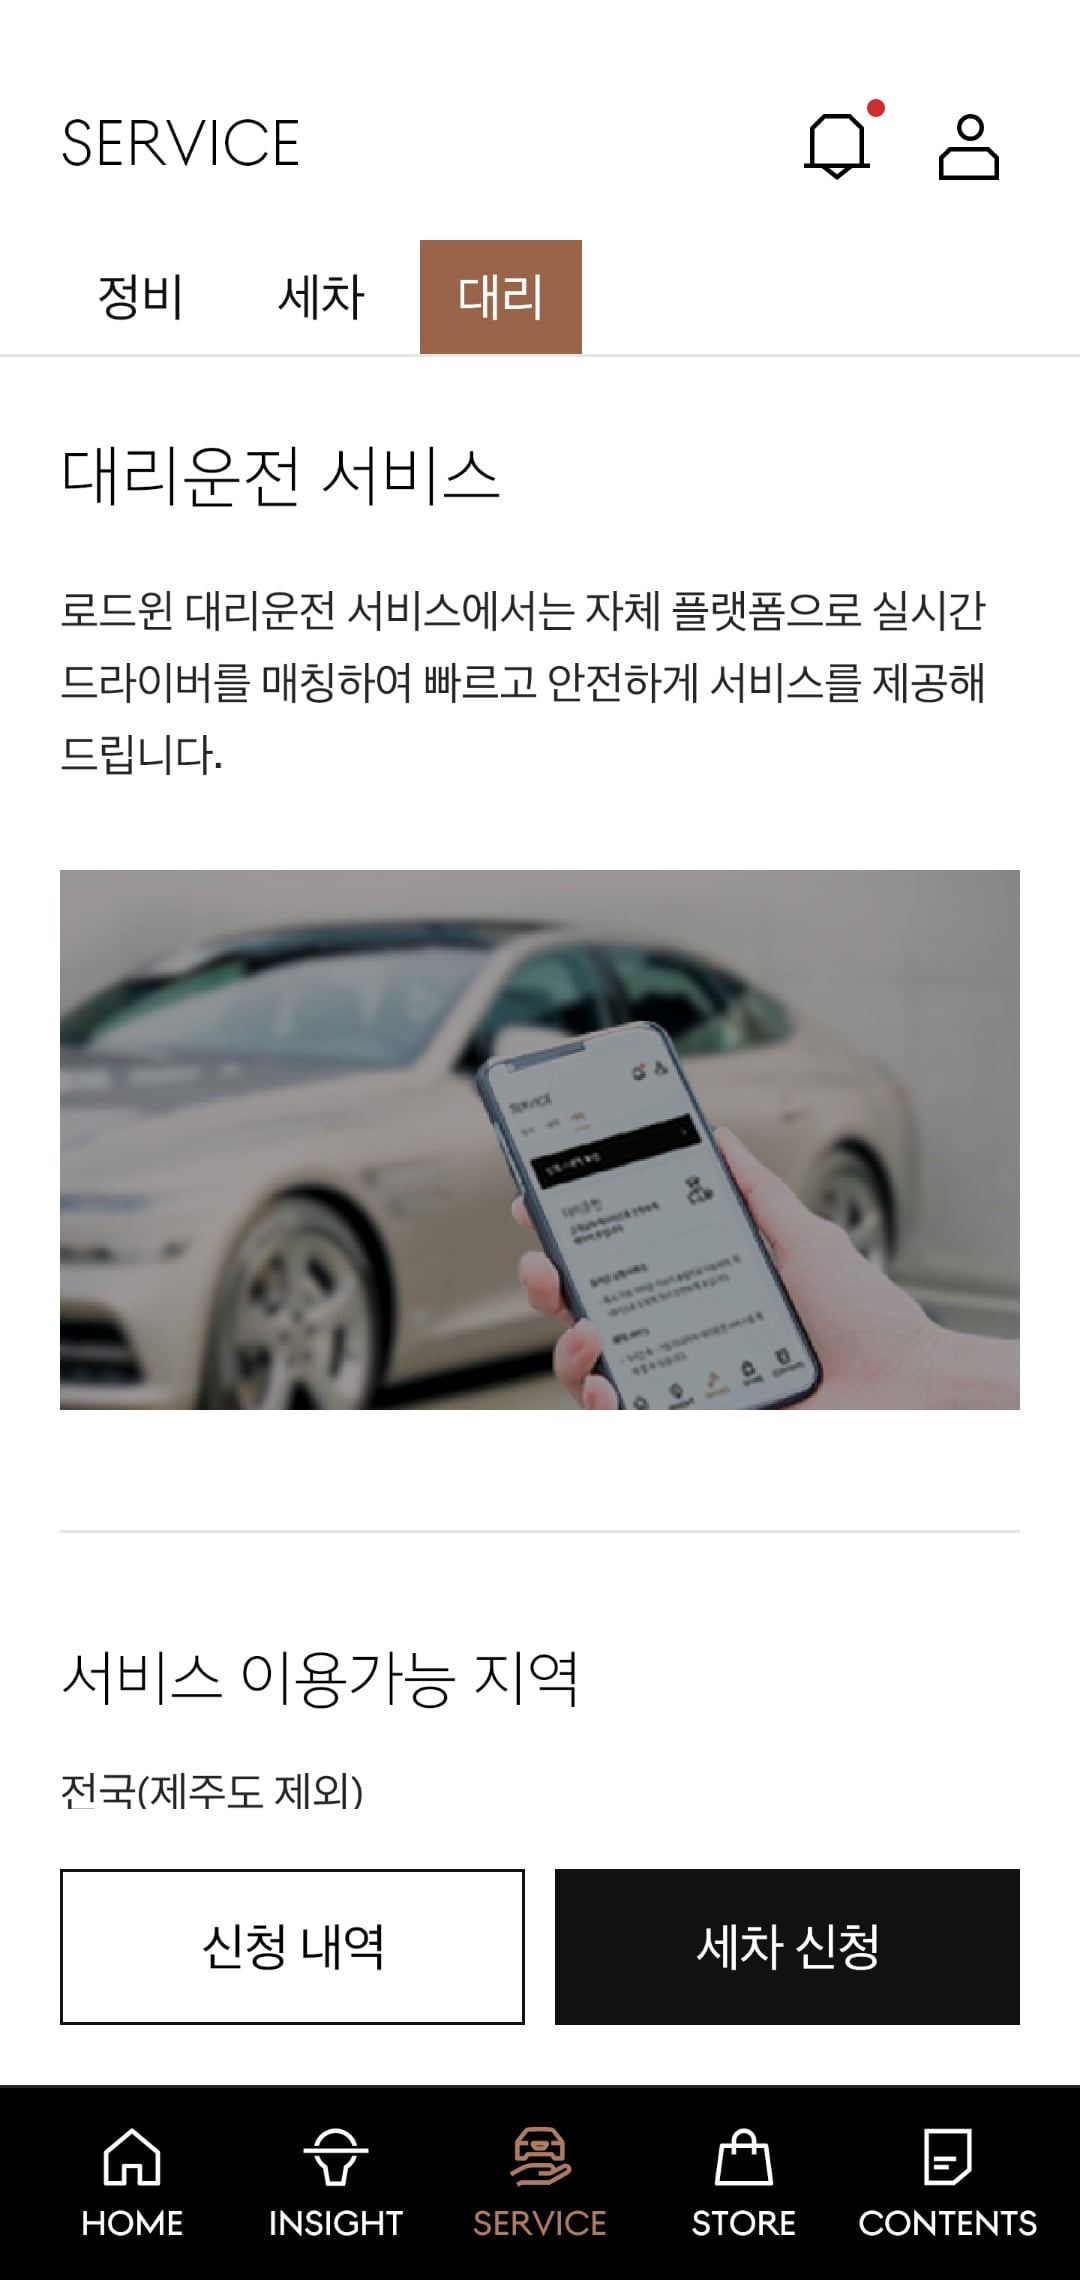 SERVICE
정비 세차 대리
대리운전 서비스
로드윈 대리운전 서비스에서는 자체 플랫폼으로 실시간
드라이버를 매칭하여 빠르고 안전하게 서비스를 제공해
드립니다.
SERVICE
서비스 이용가능 지역
전국(제주도 제외)
신청 내역
세차 신청
HOME INSIGHT SERVICE STORE CONTENTS